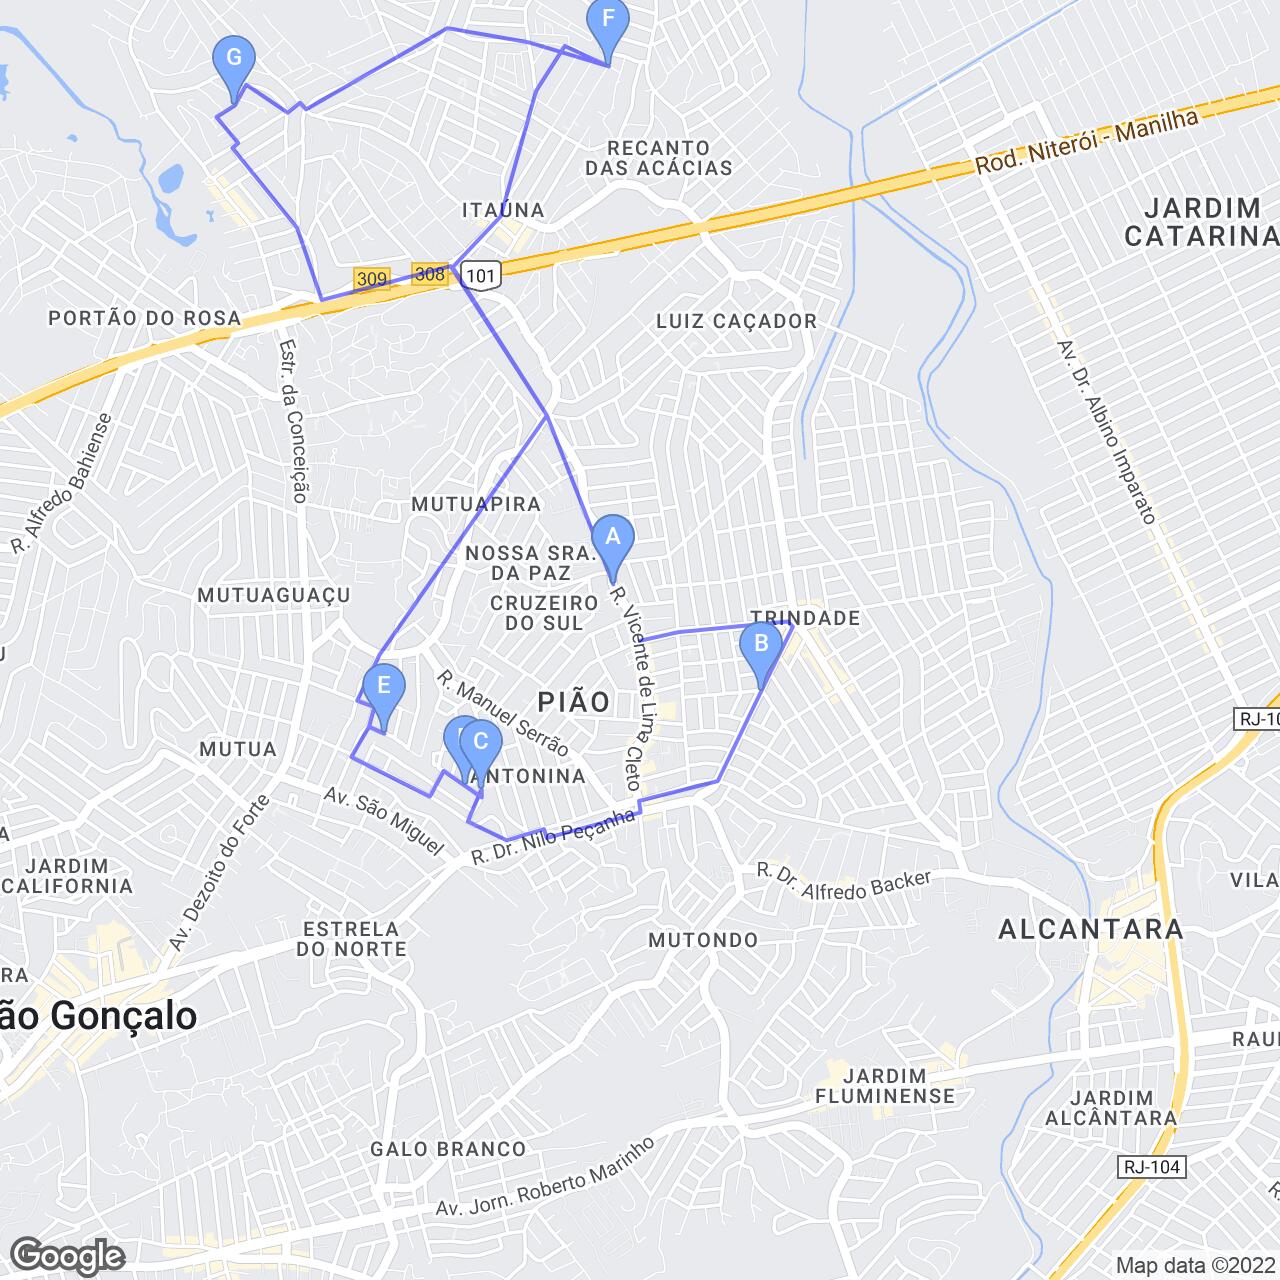 F
G
RECANTO
DAS ACÁCIAS
Rod. Niterói - Manilha
ITAÚNA
JARDIM
CATARINA
309
308
101
PORTÃO DO ROSA
LUIZ CAÇADOR
Estr. da Conceição
Av. Dr. Albino Imparato
R. Alfredo Bahiense
MUTUAPIRA
A
NOSSA SRA.
DA PAZ
MUTUAGUAÇU
CRUZEIRO
DO SUL
R. Vicente de Lima Cleto
TRINDADE
B
E
R. Manuel Serrão
PIÃO
RJ-10
MUTUA
C
ANTONINA
Av. São Miguel
R. Dr. Nilo Peçanha
Av. Dezoito do Forte
JARDIM
CALIFORNIA
R. Dr. Alfredo Backer
VILA
ESTRELA
DO NORTE
MUTONDO
ALCANTARA
RA
ão Gonçalo
RAUL
JARDIM
FLUMINENSE
JARDIM
ALCÂNTARA
GALO BRANCO
RJ-104
Av. Jorn. Roberto Marinho
R.
Google
Map data ©2022